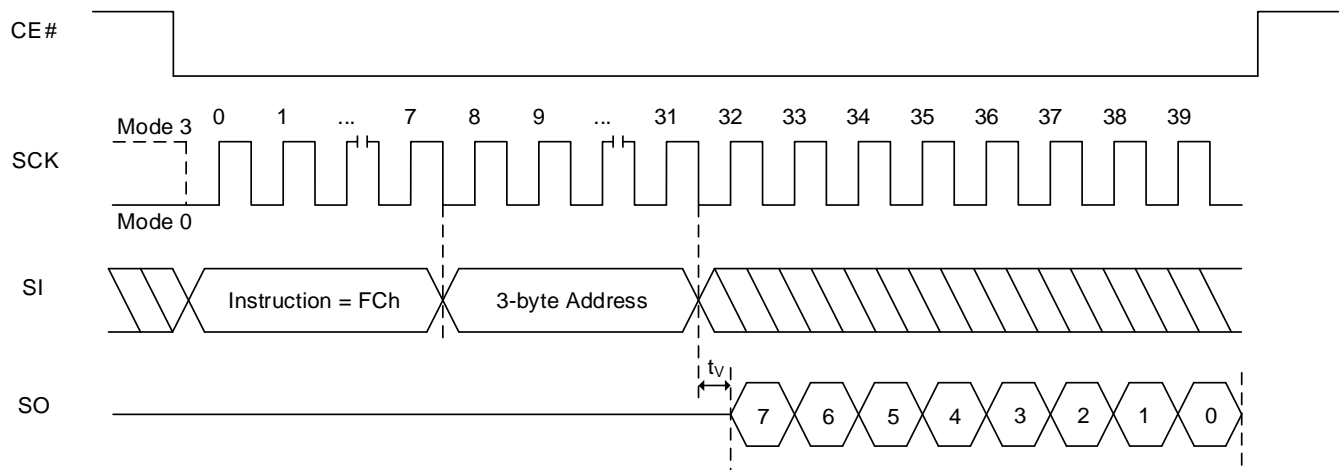 CE#
0 1 ... 7 8 9 ... 31 32 33 34 35 36 37 38 39
Mode 3
SCK
Mode 0
SI
Instruction = FCh 3-byte Address
tV
SO
7 6 5 4 3 2 1 0